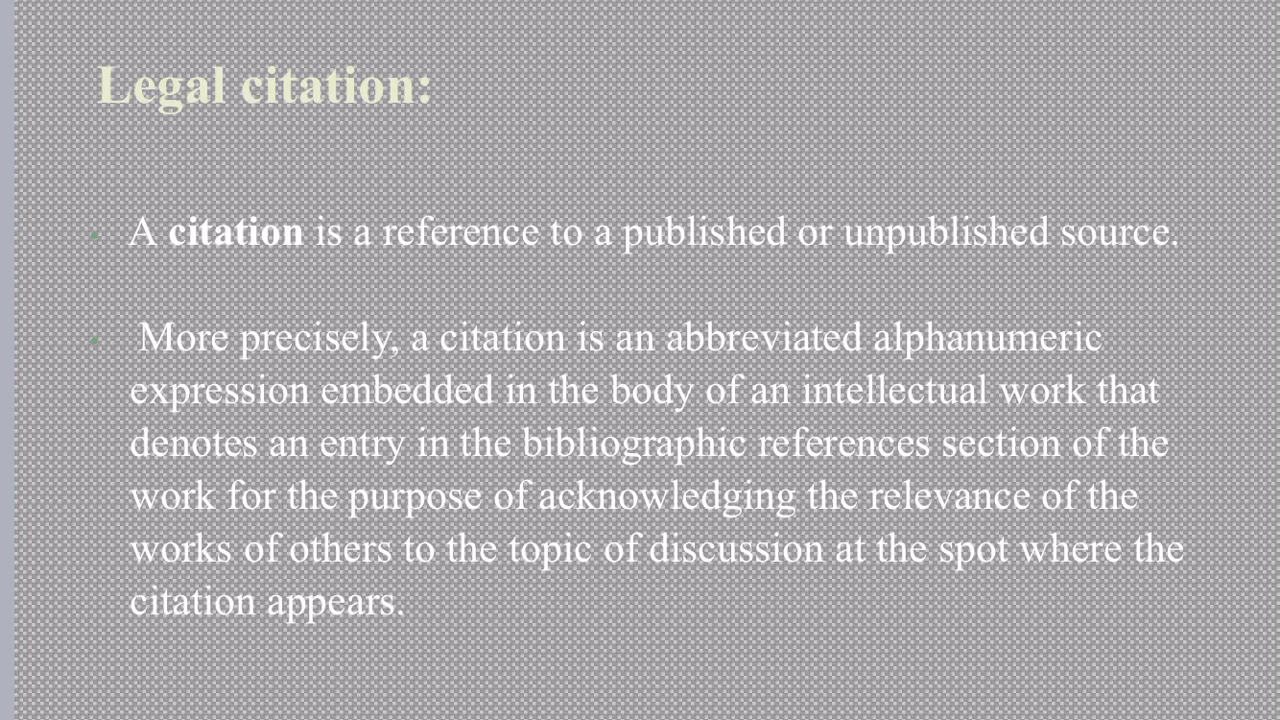 Legal citation:
A citation is a reference to a published or unpublished source.
More precisely, a citation is an abbreviated alphanumeric
expression embedded in the body of an intellectual work that
denotes an entry in the bibliographic references section of the
work for the purpose of acknowledging the relevance of the
works of others to the topic of discussion at the spot where the
citation appears.